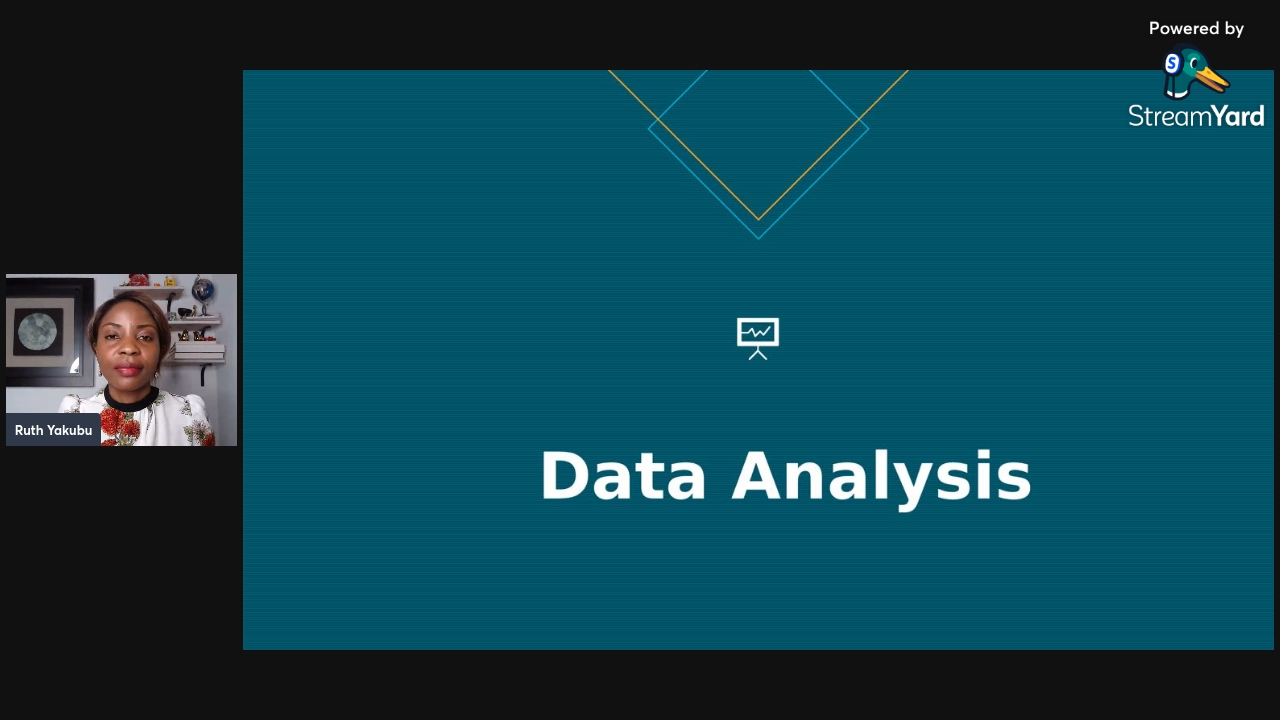 Powered by
S
StreamYard
Data Analysis
Ruth Yakubu